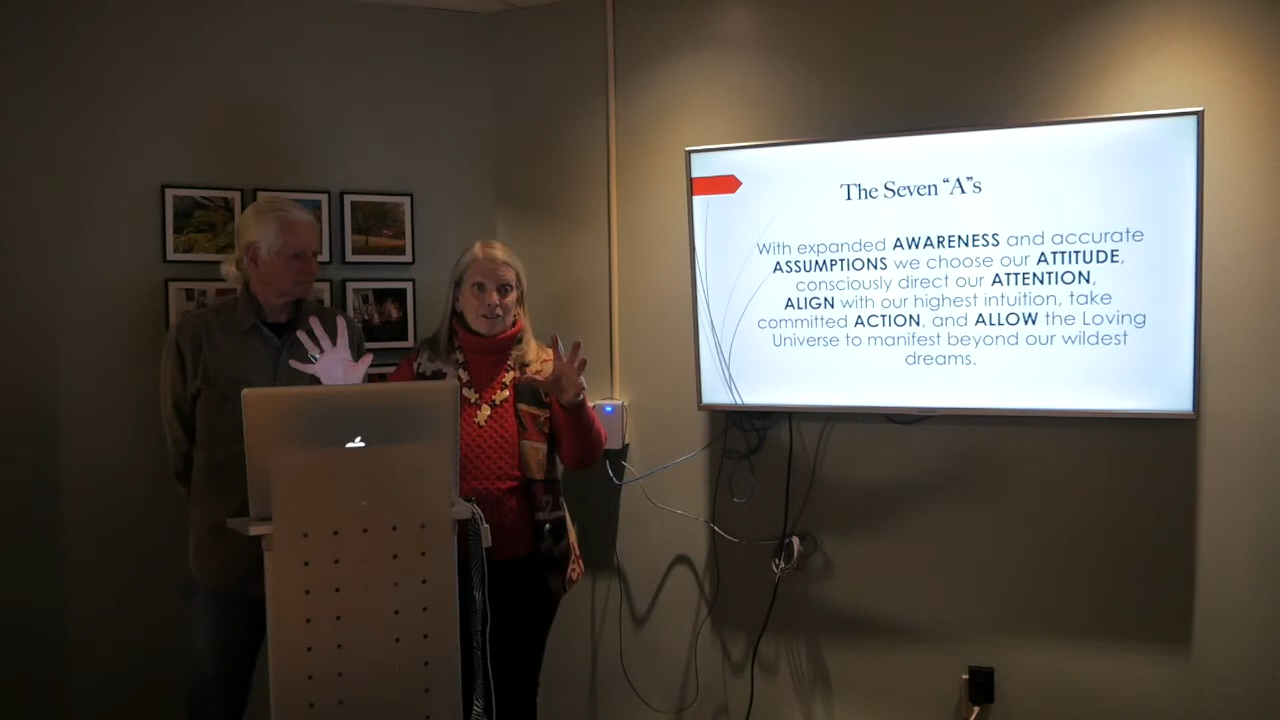 The Seven “A”s
With expanded AWARENESS and accurate
ASSUMPTIONS we choose our ATTITUDE,
consciously direct our ATTENTION,
ALIGN with our highest intuition, take
committed ACTION, and ALLOW the Loving
Universe to manifest beyond our wildest
dreams.